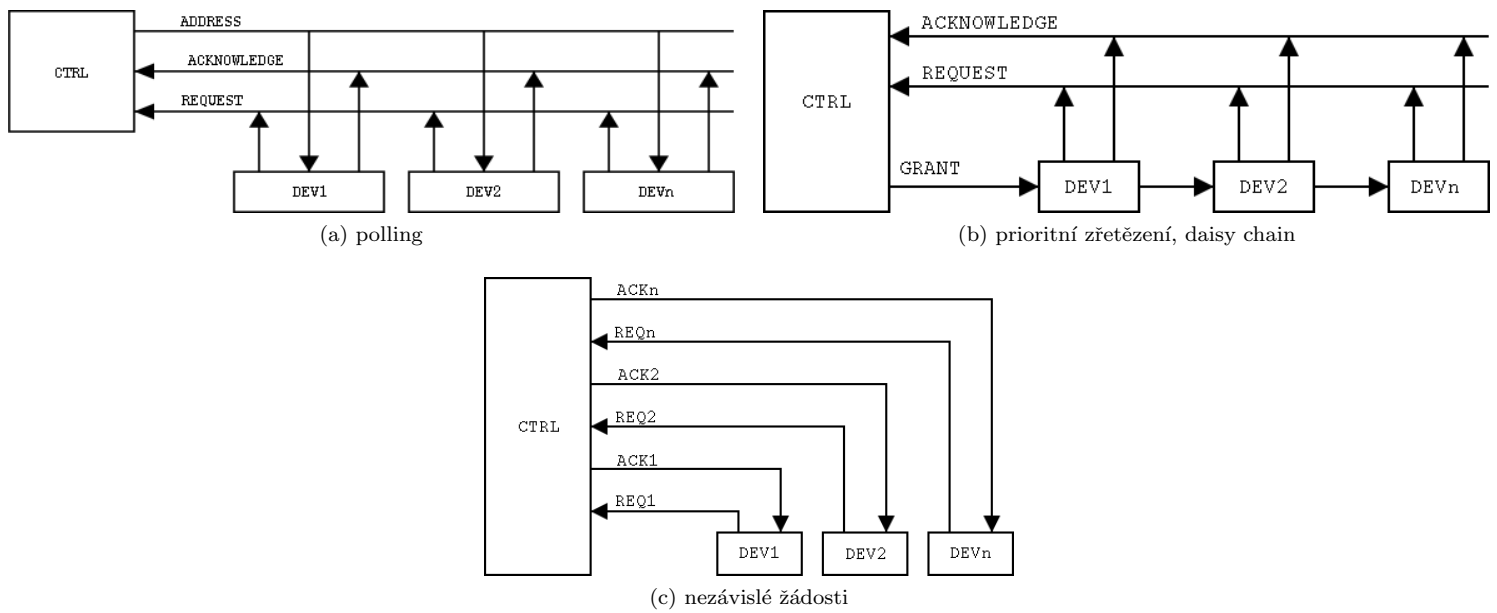 ADDRESS
ACKNOWLEDGE
CTRL
REQUEST
DEV1 DEV2 DEVn
(a) polling
ACKNOWLEDGE
REQUEST
CTRL
GRANT
DEV1 DEV2 DEVn
(b) prioritní zřetězení, daisy chain
ACKn
REQn
ACK2
REQ2
CTRL
ACK1
REQ1
DEV1 DEV2 DEVn
(c) nezávislé žádosti